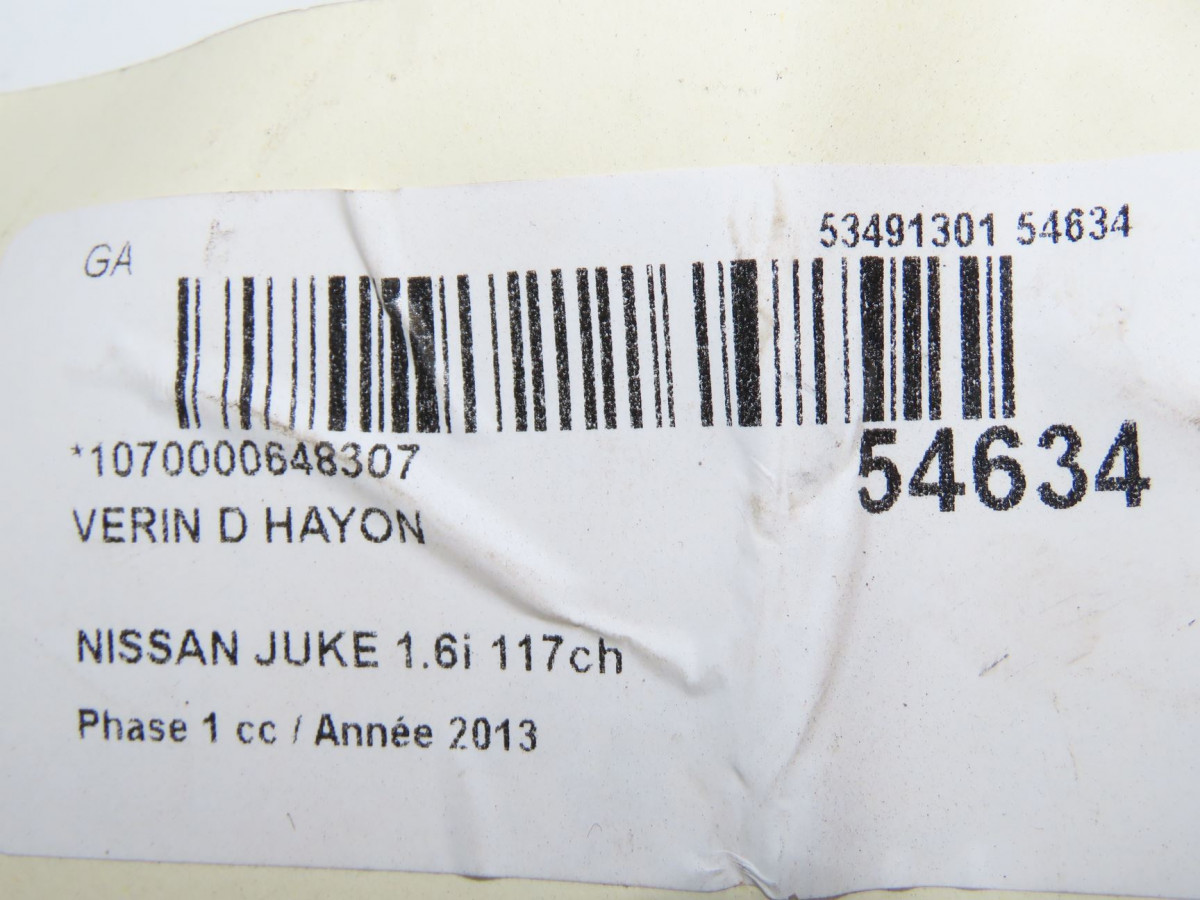 53491301 54634
GA
*1070000648307
54634
VERIN D HAYON
NISSAN JUKE 1.6i 117ch
Phase 1 cc / Année 2013